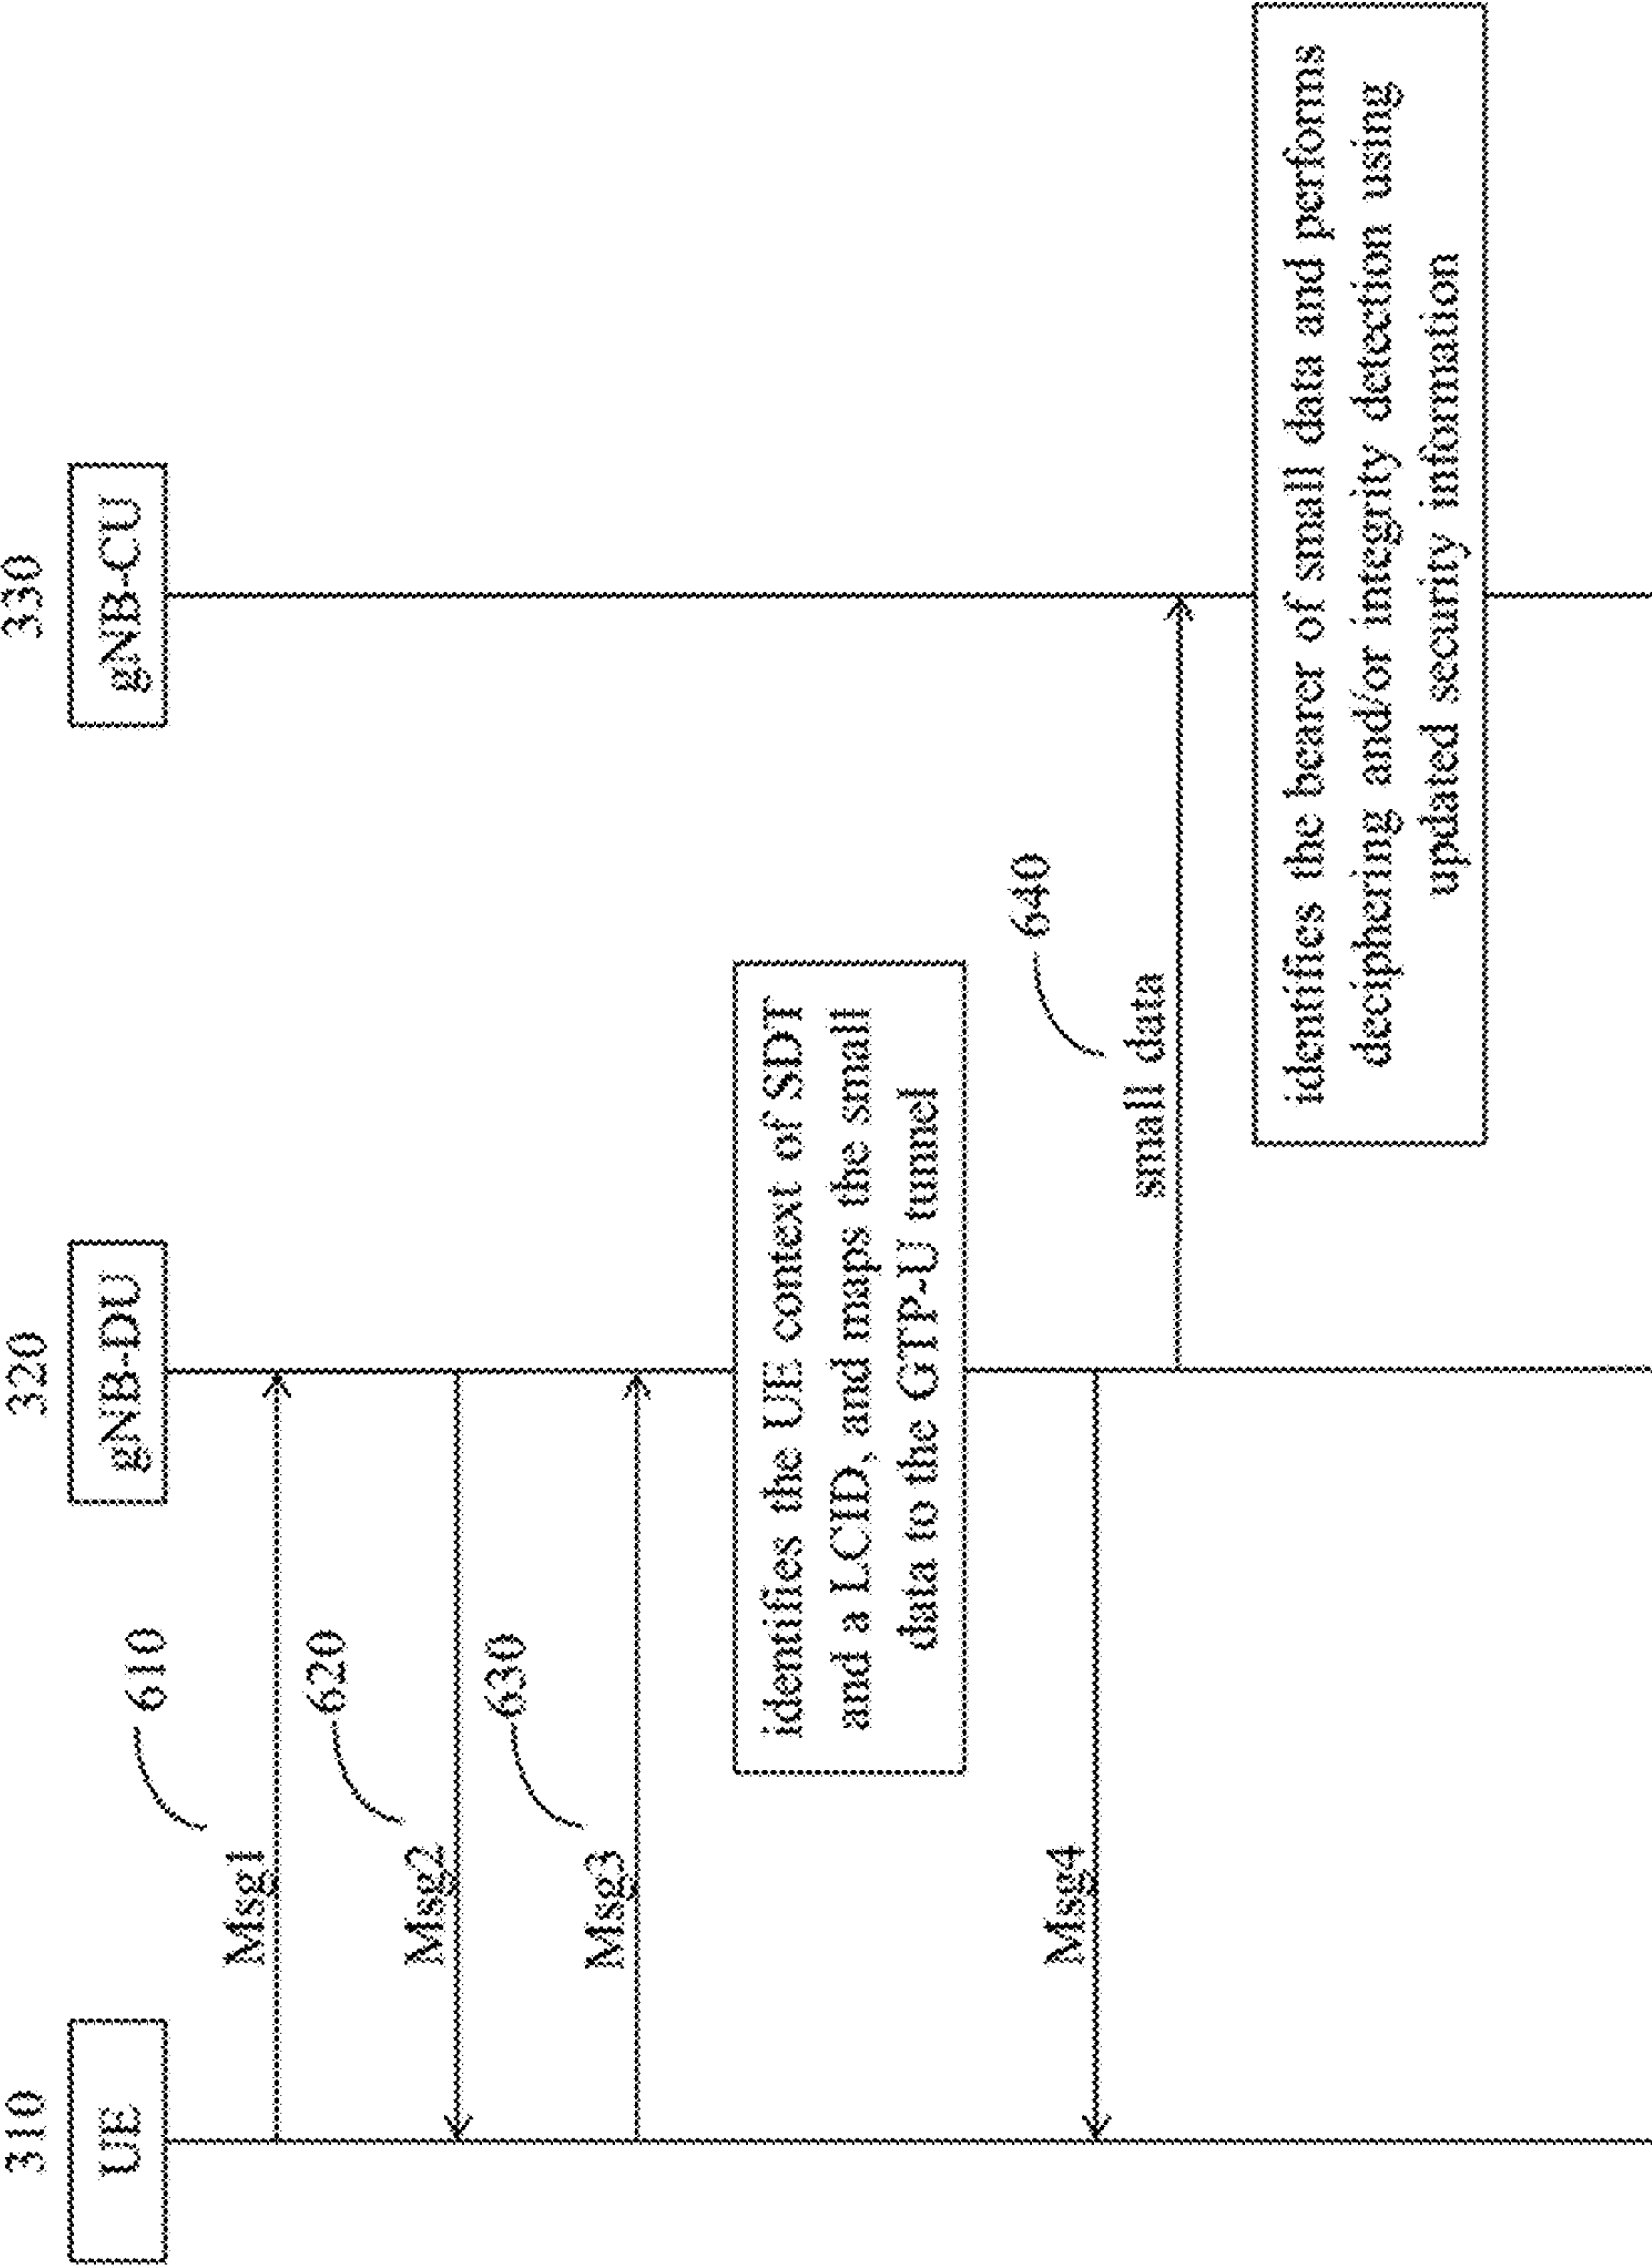 310
320
330
UE
gNB-DU
gNB-CU
610
Msg1
620
Msg2
630
Msg3
identifies the UE context of SDT
and a LCID, and maps the small
data to the GTP-U tunnel
Msg4
640
small data
identifies the bearer of small data and perfoms
deciphering and/or integrity detection using
updated security information